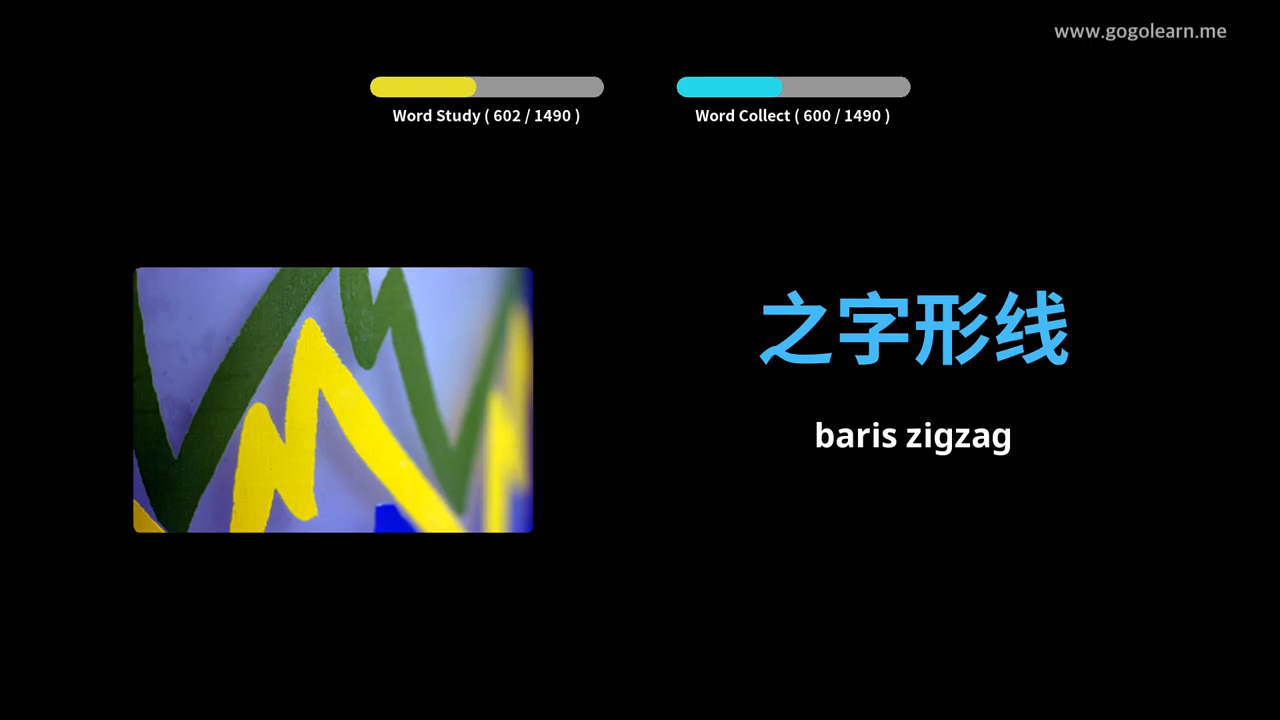 www.gogolearn.me
Word Study ( 602 / 1490 )
Word Collect ( 600 / 1490 )
之字形线
baris zigzag